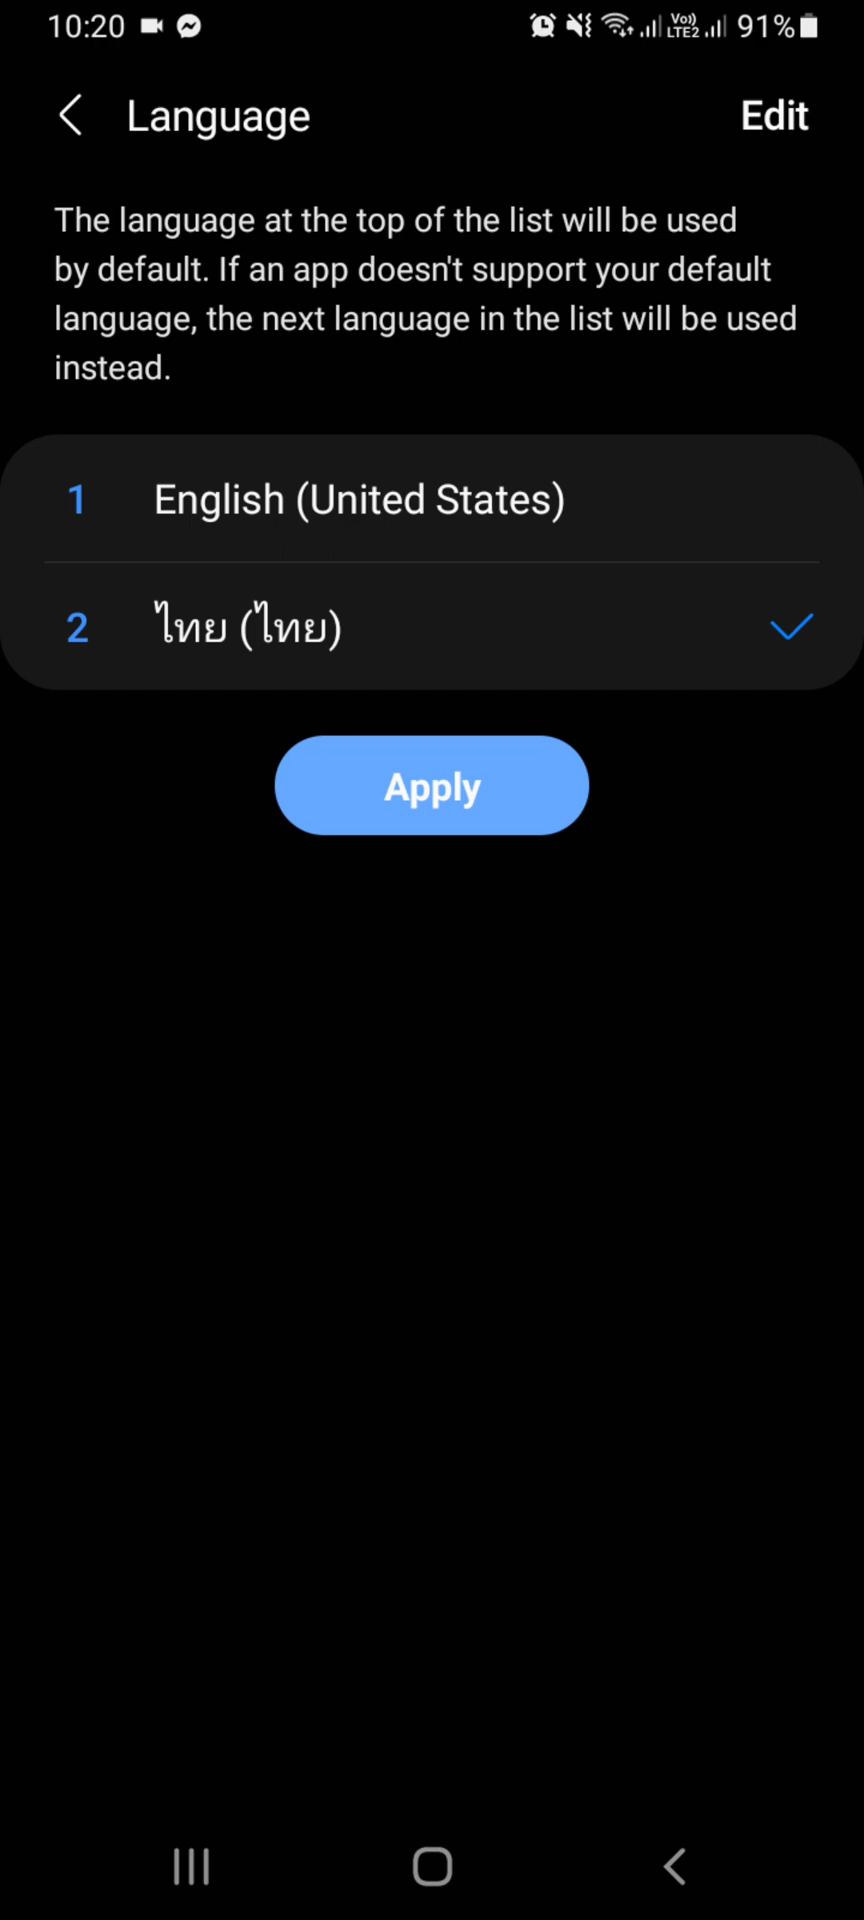 10:20 Vo)) LTE2 91%
Language Edit
The language at the top of the list will be used
by default. If an app doesn't support your default
language, the next language in the list will be used
instead.
1 English (United States)
2 ไทย (ไทย)
Apply